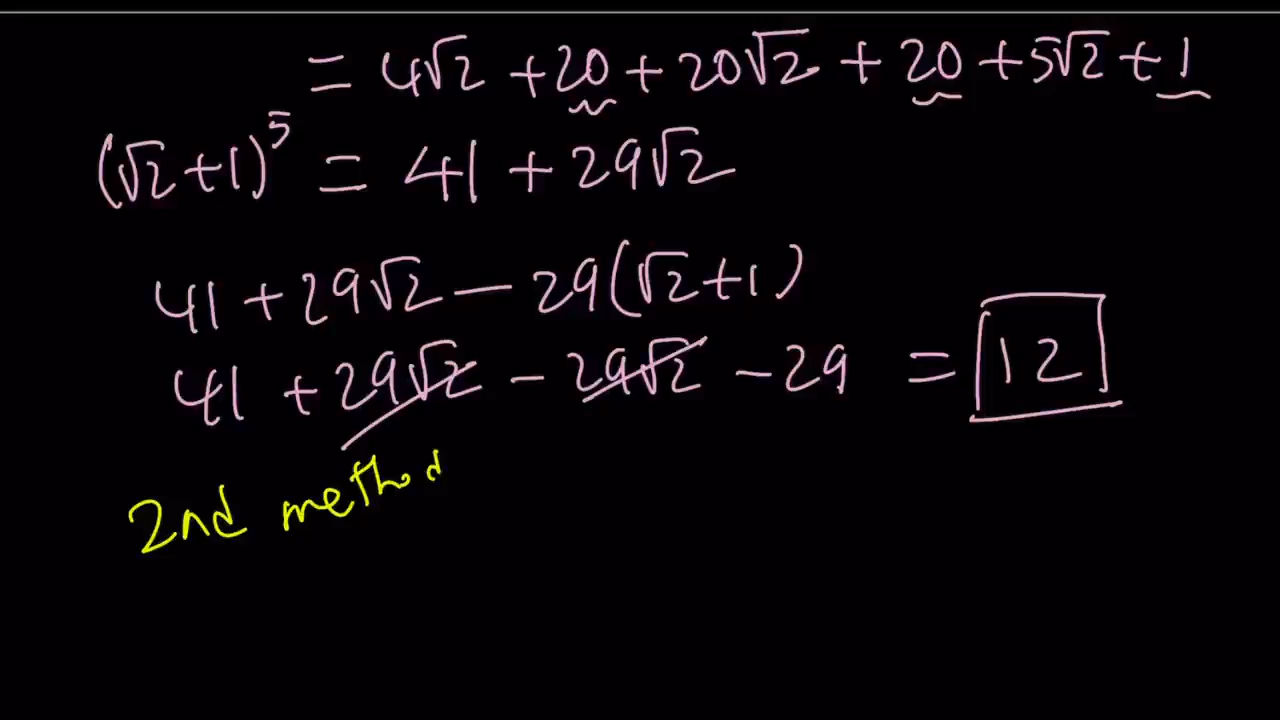 = 4√2 + 20 + 20√2 + 20 + 5√2 + 1
(√2 + 1)⁵ = 41 + 29√2
41 + 29√2 − 29(√2 + 1)
41 + 29√2 − 29√2 − 29 = 12
2nd method